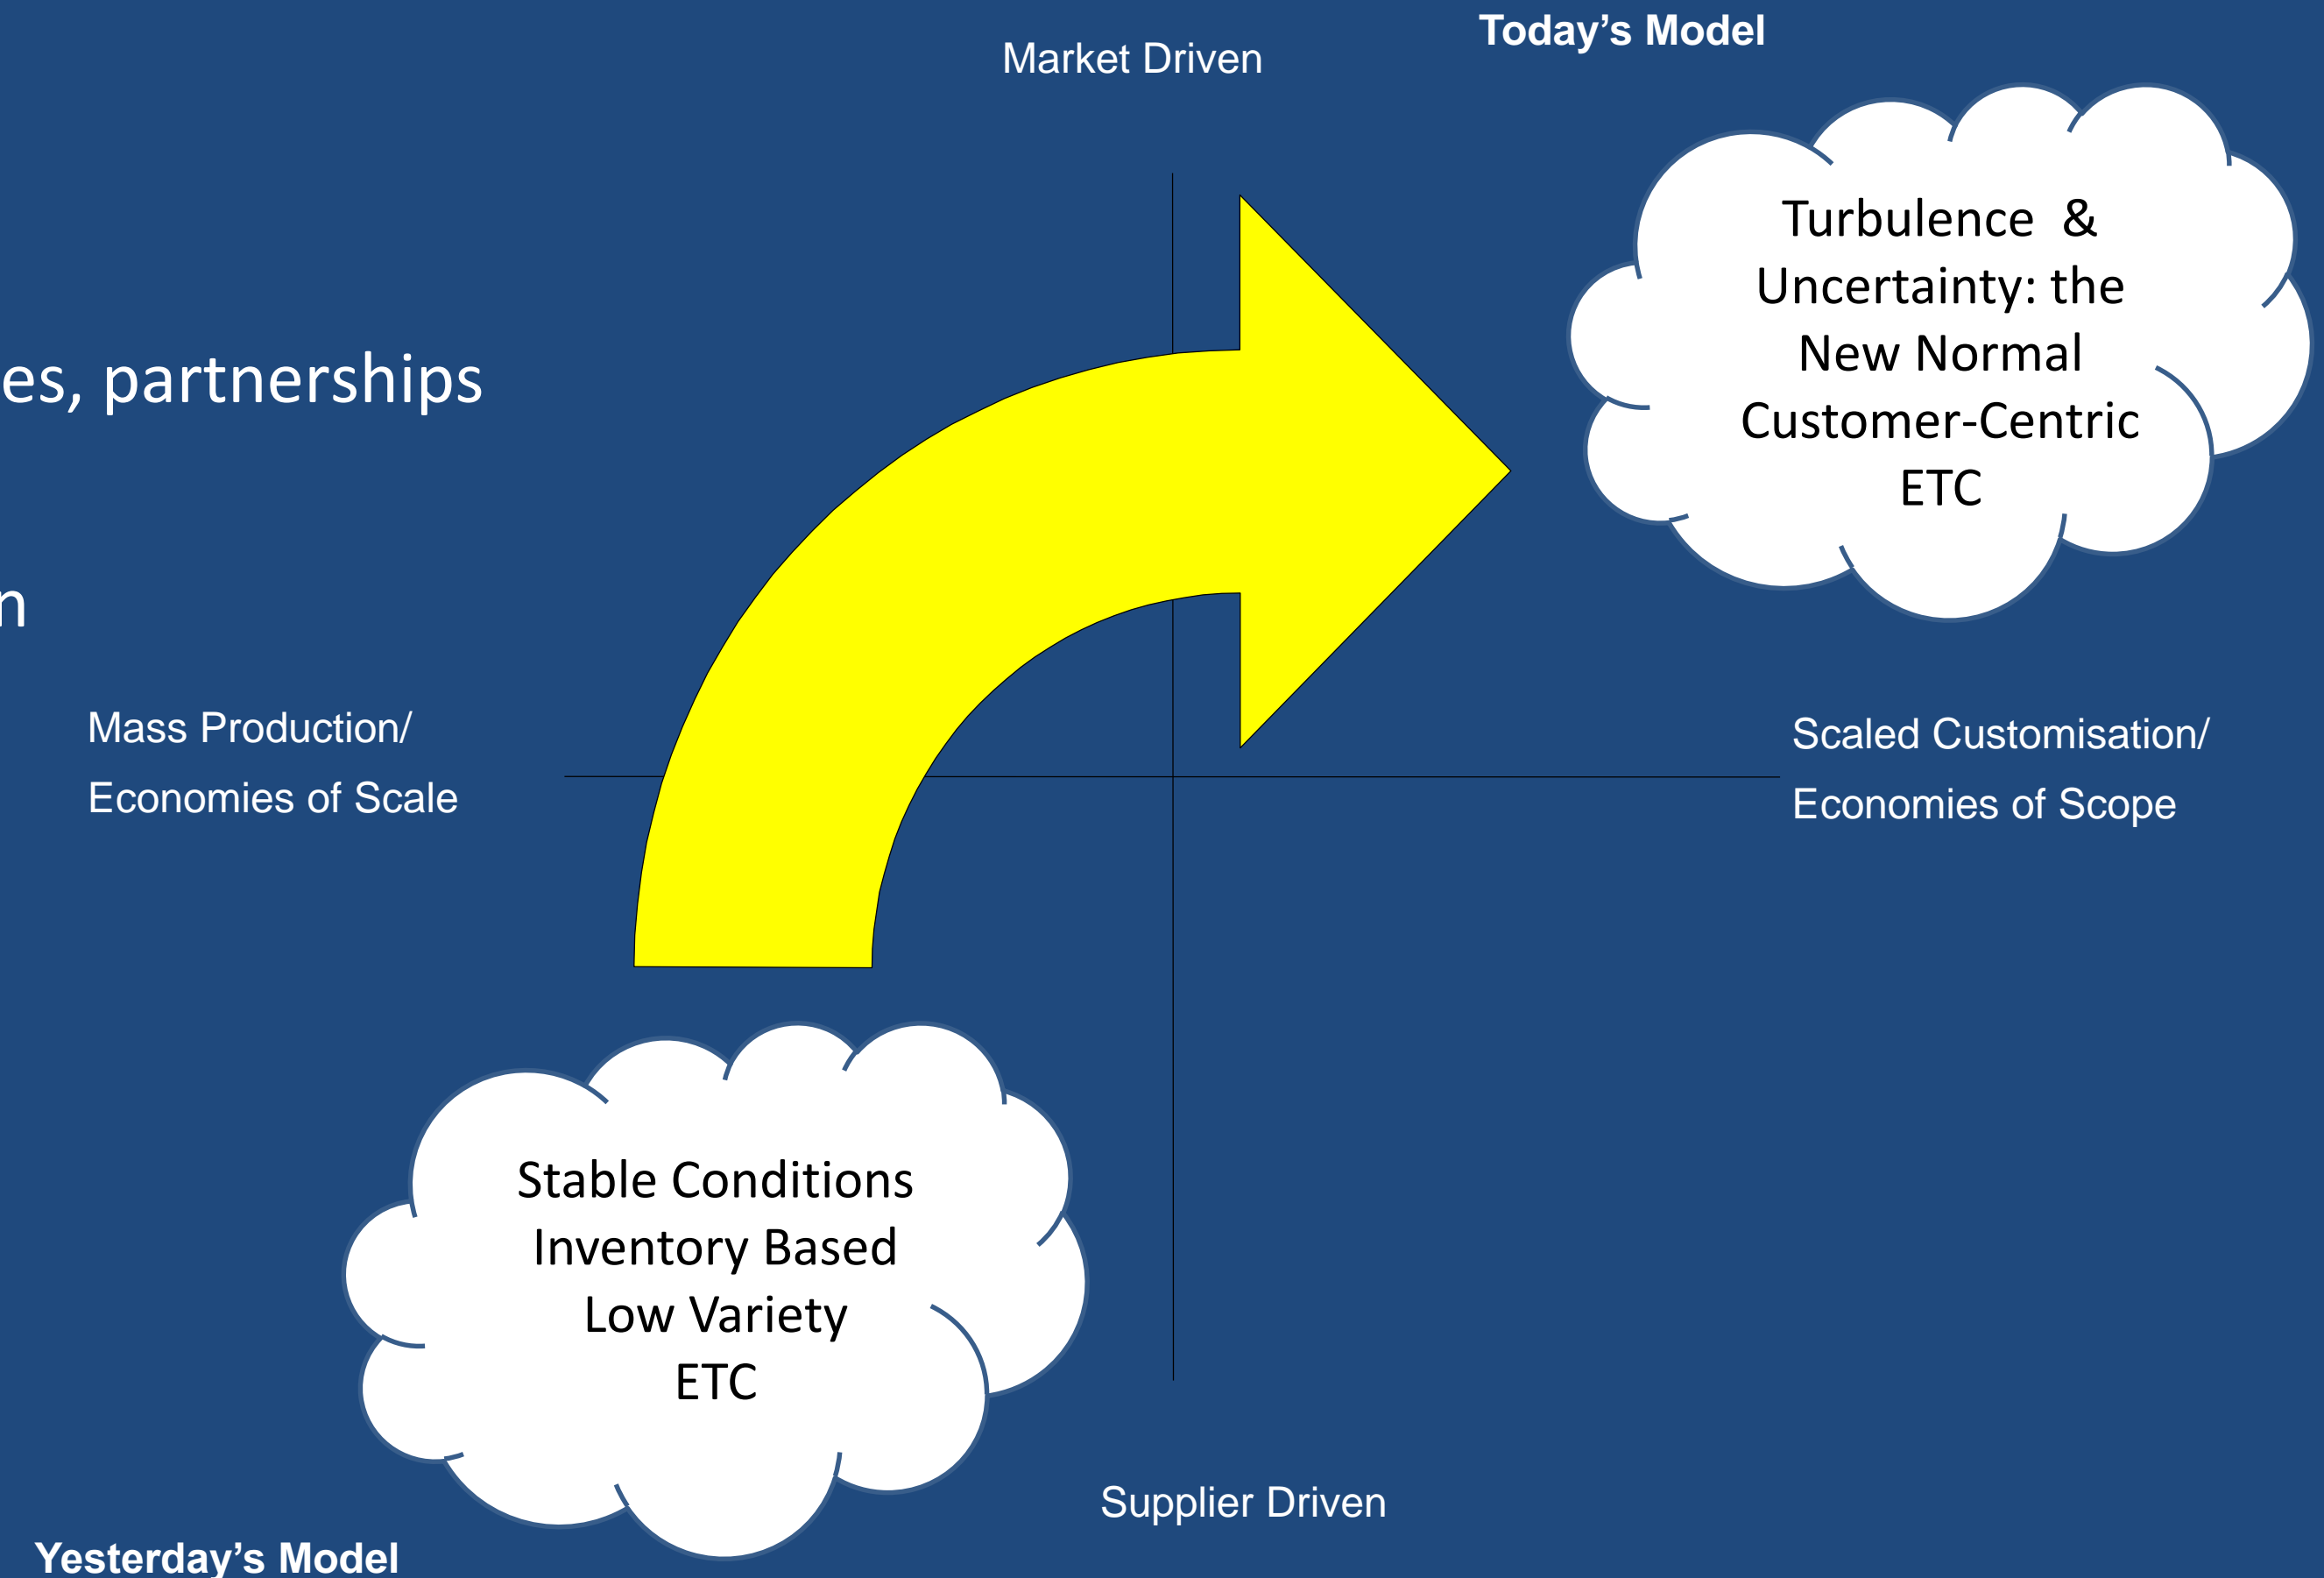 Today’s Model
Market Driven
Turbulence & 
Uncertainty: the
New Normal
Customer-Centric
ETC
partnerships
Mass Production/
Economies of Scale
Scaled Customisation/
Economies of Scope
Stable Conditions
Inventory Based
Low Variety
ETC
Supplier Driven
Yesterday’s Model